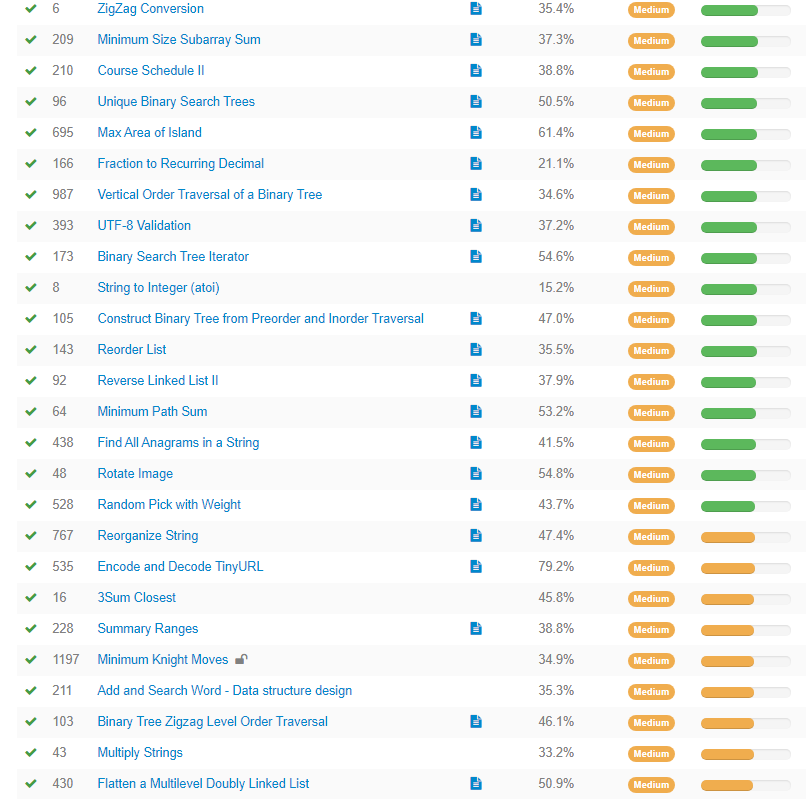 6 ZigZag Conversion 35.4% Medium
209 Minimum Size Subarray Sum 37.3% Medium
210 Course Schedule II 38.8% Medium
96 Unique Binary Search Trees 50.5% Medium
695 Max Area of Island 61.4% Medium
166 Fraction to Recurring Decimal 21.1% Medium
987 Vertical Order Traversal of a Binary Tree 34.6% Medium
393 UTF-8 Validation 37.2% Medium
173 Binary Search Tree Iterator 54.6% Medium
8 String to Integer (atoi) 15.2% Medium
105 Construct Binary Tree from Preorder and Inorder Traversal 47.0% Medium
143 Reorder List 35.5% Medium
92 Reverse Linked List II 37.9% Medium
64 Minimum Path Sum 53.2% Medium
438 Find All Anagrams in a String 41.5% Medium
48 Rotate Image 54.8% Medium
528 Random Pick with Weight 43.7% Medium
767 Reorganize String 47.4% Medium
535 Encode and Decode TinyURL 79.2% Medium
16 3Sum Closest 45.8% Medium
228 Summary Ranges 38.8% Medium
1197 Minimum Knight Moves 34.9% Medium
211 Add and Search Word - Data structure design 35.3% Medium
103 Binary Tree Zigzag Level Order Traversal 46.1% Medium
43 Multiply Strings 33.2% Medium
430 Flatten a Multilevel Doubly Linked List 50.9% Medium